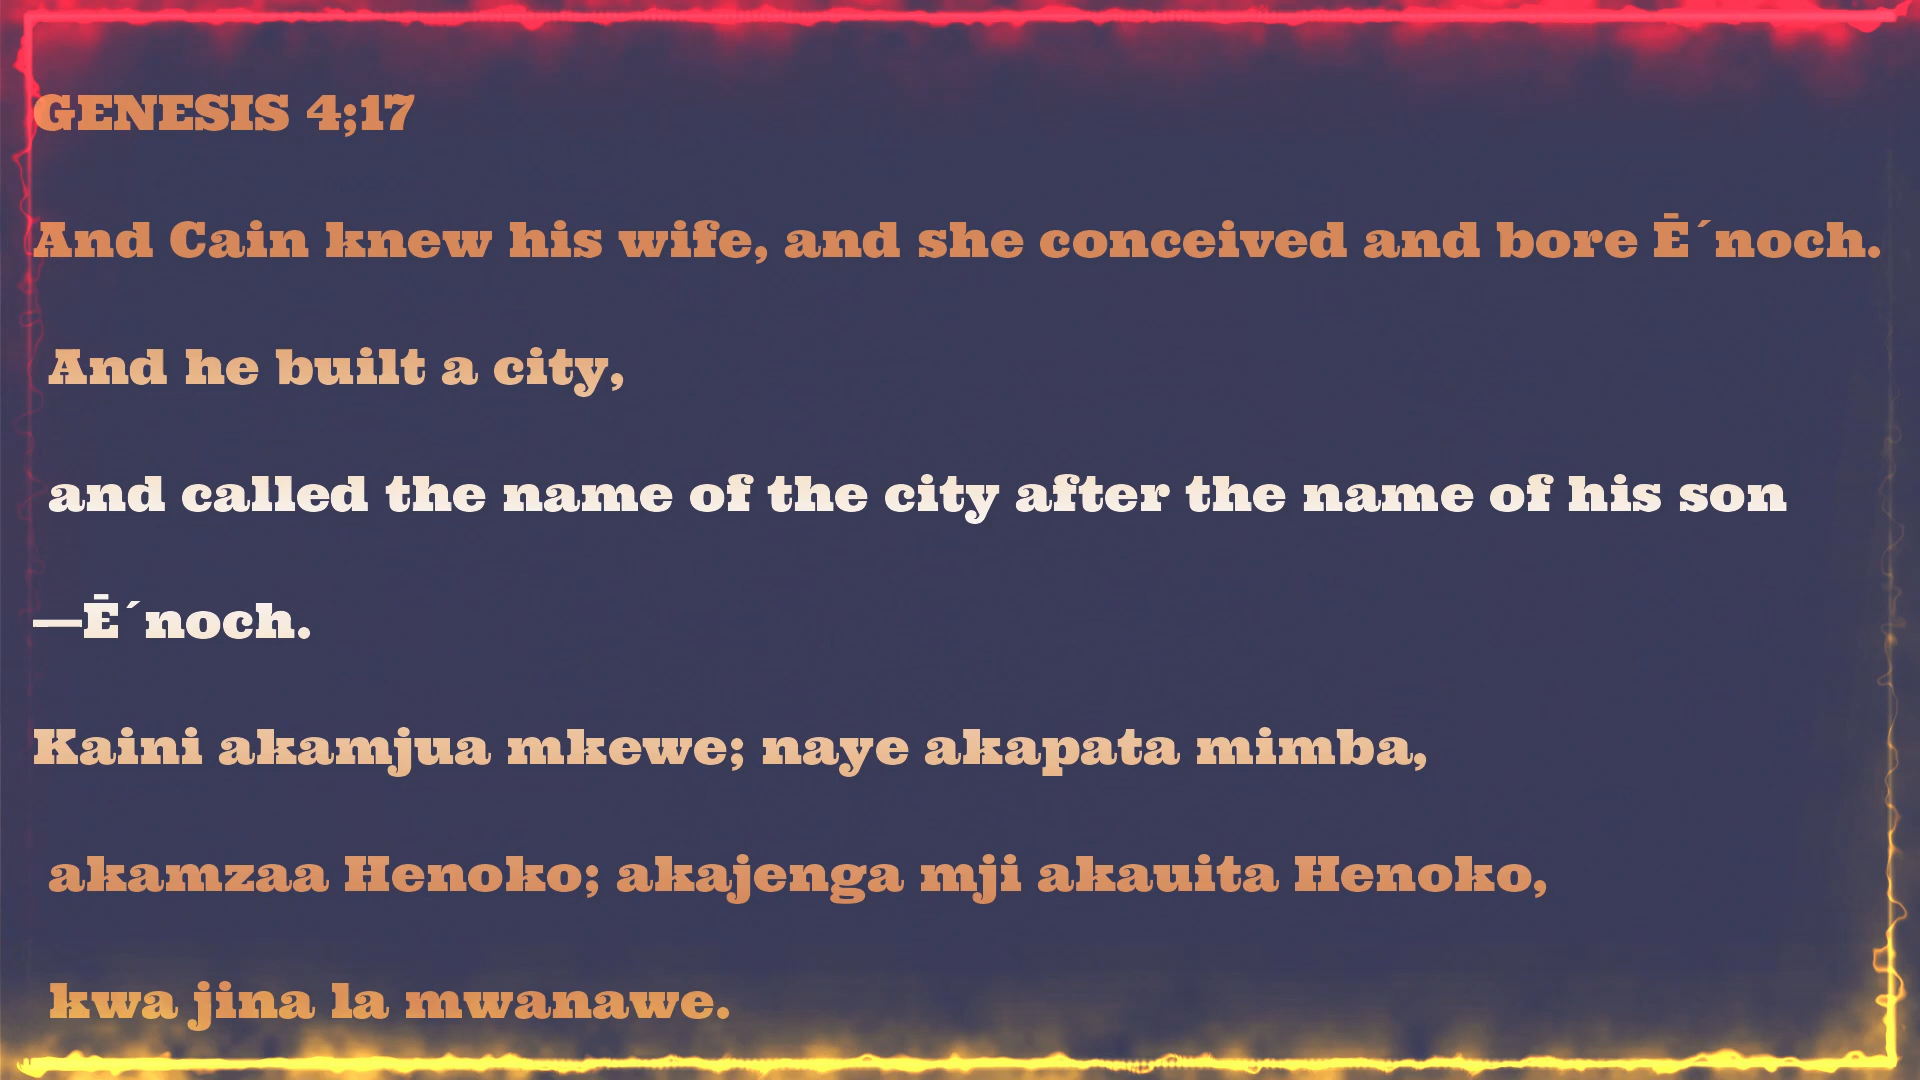 GENESIS 4;17
And Cain knew his wife, and she conceived and bore Ē´noch.
And he built a city,
and called the name of the city after the name of his son
—Ē´noch.
Kaini akamjua mkewe; naye akapata mimba,
akamzaa Henoko; akajenga mji akauita Henoko,
kwa jina la mwanawe.